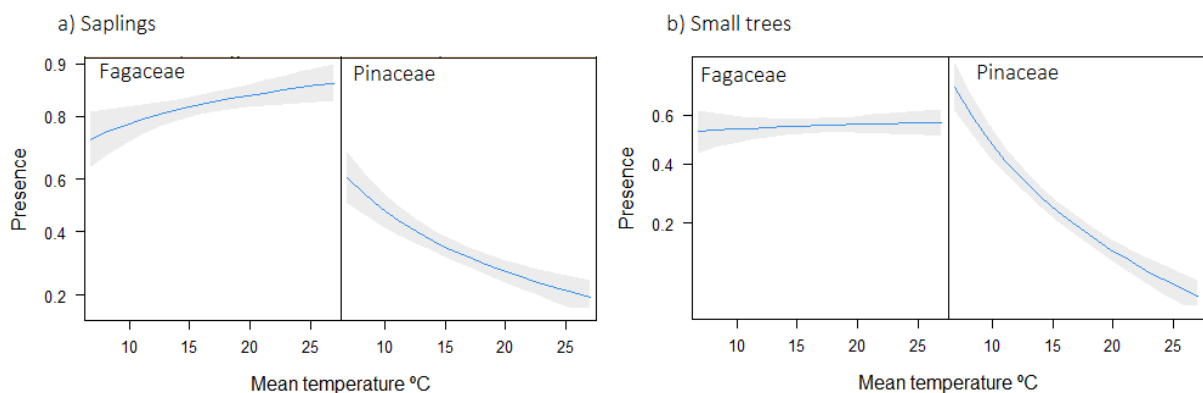 a) Saplings
Fagaceae
Pinaceae
Presence
0.9
0.8
0.6
0.4
0.2
10 15 20 25 10 15 20 25
Mean temperature ºC
b) Small trees
Fagaceae
Pinaceae
Presence
0.6
0.4
0.2
10 15 20 25 10 15 20 25
Mean temperature ºC